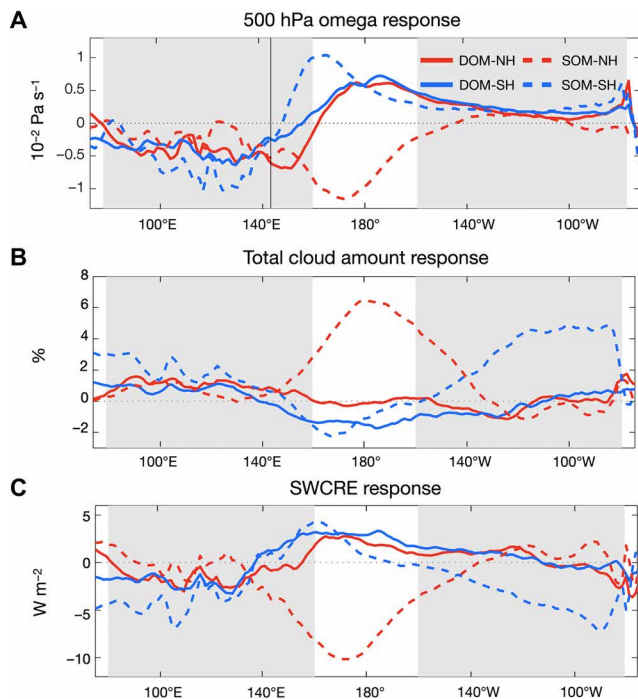 A
500 hPa omega response
10⁻² Pa s⁻¹
1
0.5
0
−0.5
−1
DOM-NH SOM-NH
DOM-SH SOM-SH
100°E 140°E 180° 140°W 100°W
B
Total cloud amount response
%
8
6
4
2
0
−2
100°E 140°E 180° 140°W 100°W
C
SWCRE response
W m⁻²
5
0
−5
−10
100°E 140°E 180° 140°W 100°W